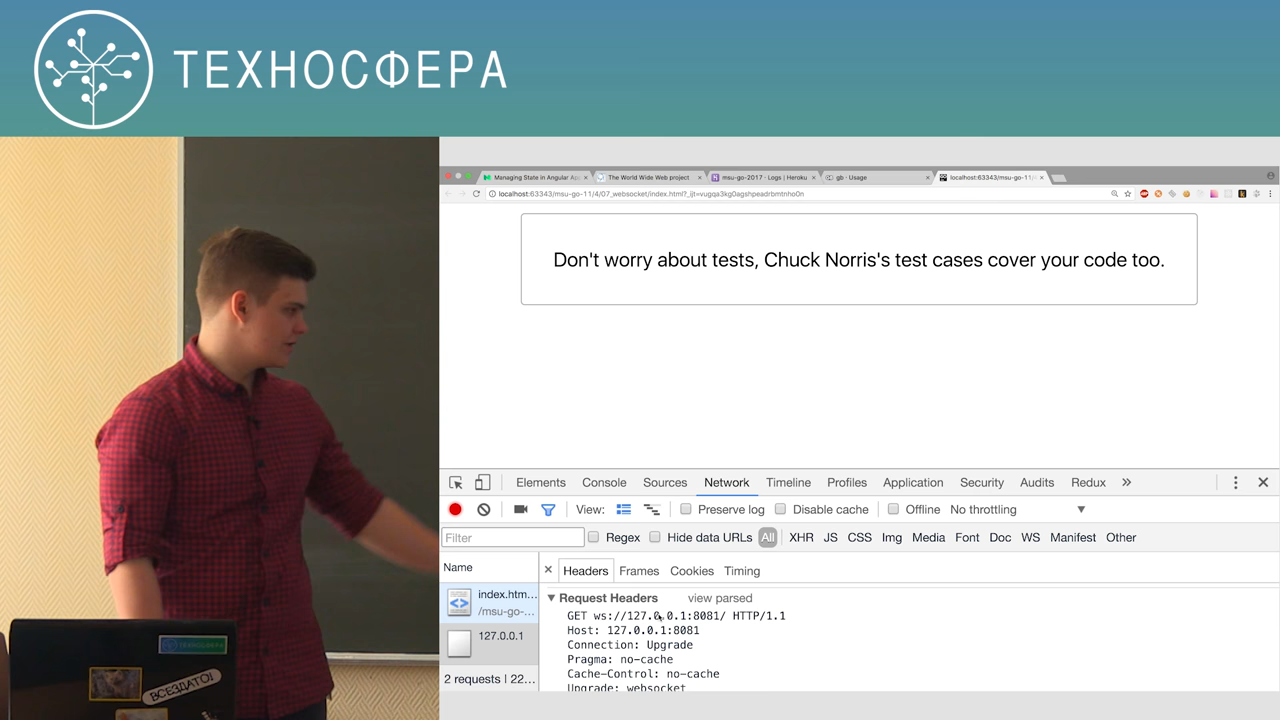 ТЕХНОСФЕРА
Managing State in Angular Ap
The World Wide Web project
msu-go-2017 · Logs | Heroku
gb · Usage
localhost:63343/msu-go-11/
localhost:63343/msu-go-11/4/07_websocket/index.html?_ijt=vugqa3kg0agshpeadrbmtnho0n
Don't worry about tests, Chuck Norris's test cases cover your code too.
Elements Console Sources Network Timeline Profiles Application Security Audits Redux »
View: Preserve log Disable cache Offline No throttling
Filter Regex Hide data URLs All XHR JS CSS Img Media Font Doc WS Manifest Other
Name
Headers Frames Cookies Timing
index.htm...
/msu-go-...
127.0.0.1
2 requests | 22...
Request Headers view parsed
GET ws://127.0.0.1:8081/ HTTP/1.1
Host: 127.0.0.1:8081
Connection: Upgrade
Pragma: no-cache
Cache-Control: no-cache
Upgrade: websocket
ТЕХНОСФЕРА
ВСЕЗДАТО!